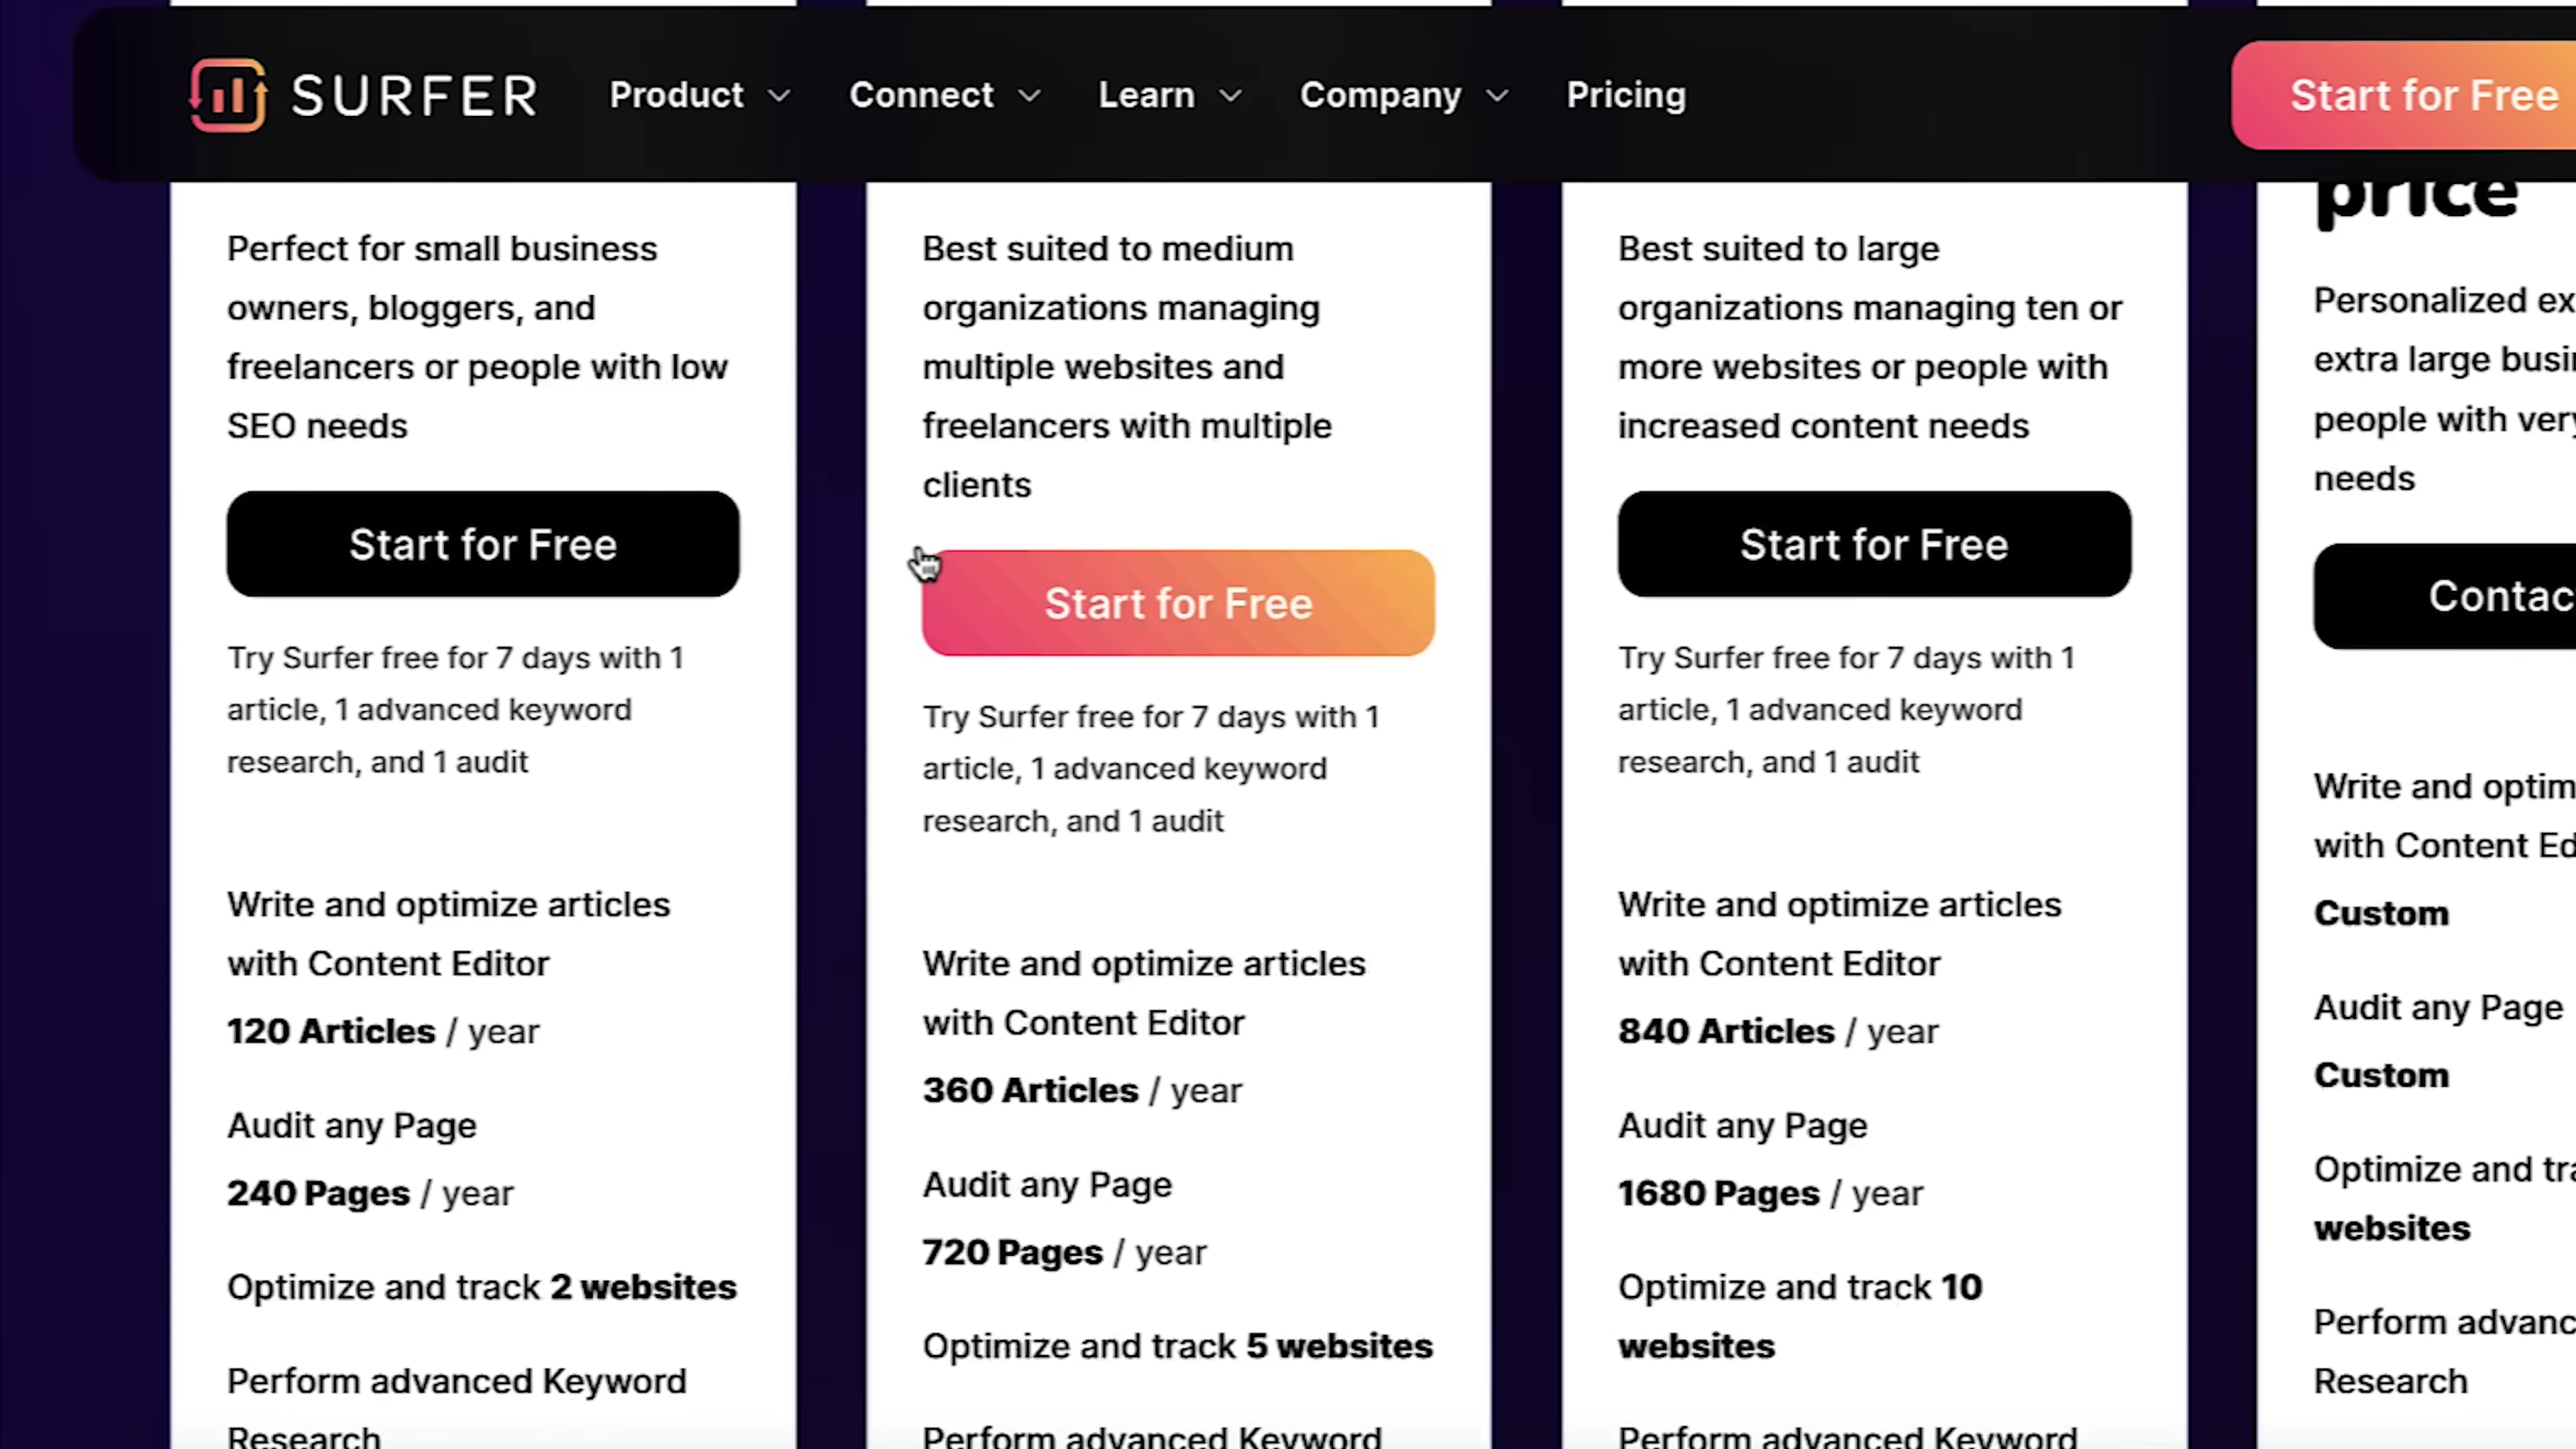 SURFER
Product
Connect
Learn
Company
Pricing
Start for Free
Perfect for small business
owners, bloggers, and
freelancers or people with low
SEO needs
Start for Free
Try Surfer free for 7 days with 1
article, 1 advanced keyword
research, and 1 audit
Write and optimize articles
with Content Editor
120 Articles / year
Audit any Page
240 Pages / year
Optimize and track 2 websites
Perform advanced Keyword
Research
Best suited to medium
organizations managing
multiple websites and
freelancers with multiple
clients
Start for Free
Try Surfer free for 7 days with 1
article, 1 advanced keyword
research, and 1 audit
Write and optimize articles
with Content Editor
360 Articles / year
Audit any Page
720 Pages / year
Optimize and track 5 websites
Perform advanced Keyword
Best suited to large
organizations managing ten or
more websites or people with
increased content needs
Start for Free
Try Surfer free for 7 days with 1
article, 1 advanced keyword
research, and 1 audit
Write and optimize articles
with Content Editor
840 Articles / year
Audit any Page
1680 Pages / year
Optimize and track 10
websites
Perform advanced Keyword
price
Personalized
extra large
people with
needs
Write and
with Content
Custom
Audit any Page
Custom
Optimize and
websites
Perform
Research